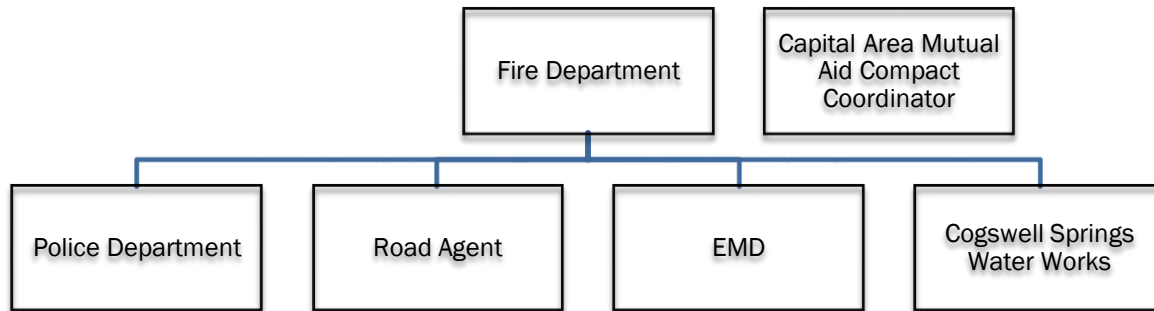 Fire Department
Capital Area Mutual
Aid Compact
Coordinator
Police Department
Road Agent
EMD
Cogswell Springs
Water Works